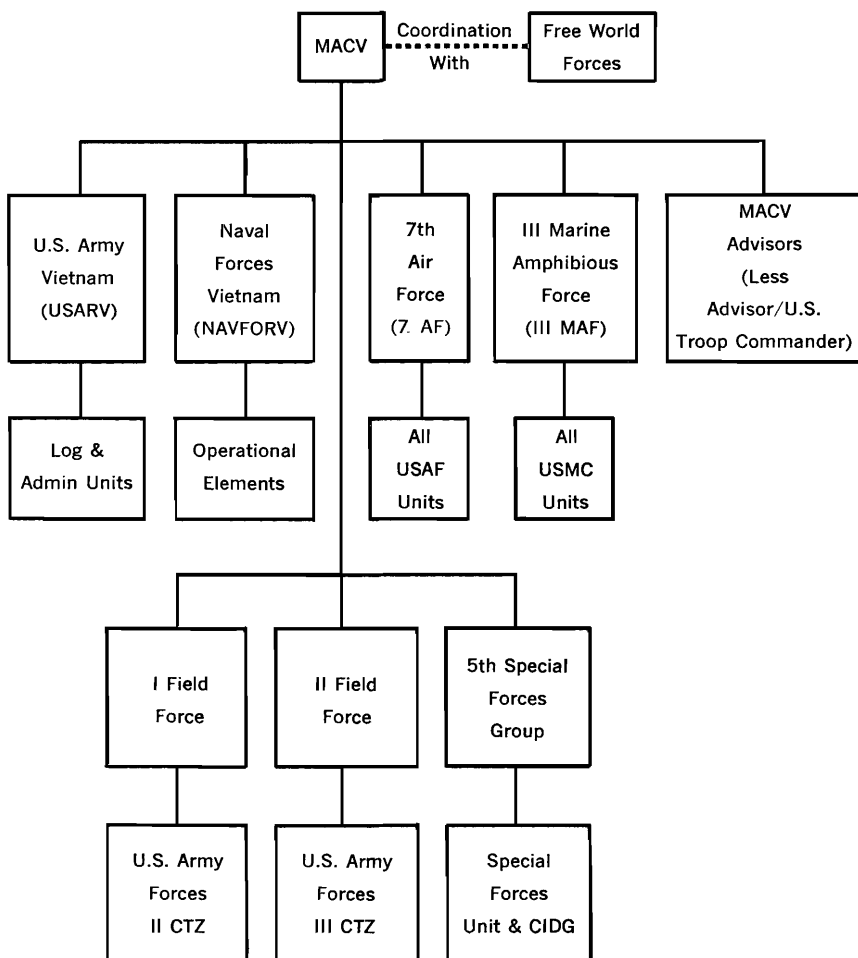 MACV
Coordination
With
Free World
Forces
U.S. Army
Vietnam
(USARV)
Naval
Forces
Vietnam
(NAVFORV)
7th
Air
Force
(7. AF)
III Marine
Amphibious
Force
(III MAF)
MACV
Advisors
(Less
Advisor/U.S.
Troop Commander)
Log &
Admin Units
Operational
Elements
All
USAF
Units
All
USMC
Units
I Field
Force
II Field
Force
5th Special
Forces
Group
U.S. Army
Forces
II CTZ
U.S. Army
Forces
III CTZ
Special
Forces
Unit & CIDG